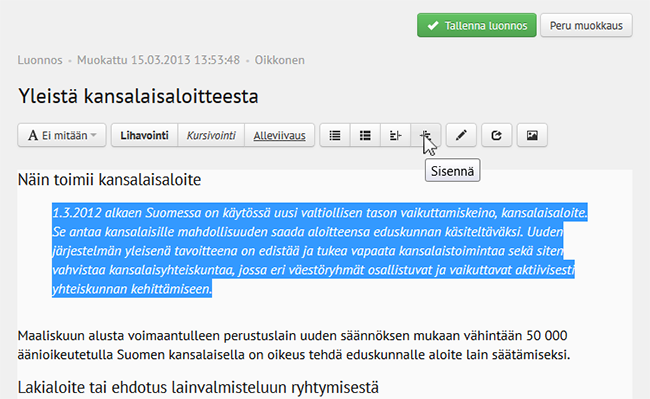 Tallenna luonnos Peru muokkaus
Luonnos • Muokattu 15.03.2013 13:53:48 • Oikkonen
Yleistä kansalaisaloitteesta
A Ei mitään Lihavointi Kursivointi Alleviivaus
Sisennä
Näin toimii kansalaisaloite
1.3.2012 alkaen Suomessa on käytössä uusi valtiollisen tason vaikuttamiskeino, kansalaisaloite.
Se antaa kansalaisille mahdollisuuden saada aloitteensa eduskunnan käsiteltäväksi. Uuden
järjestelmän yleisenä tavoitteena on edistää ja tukea vapaata kansalaistoimintaa sekä siten
vahvistaa kansalaisyhteiskuntaa, jossa eri väestöryhmät osallistuvat ja vaikuttavat aktiivisesti
yhteiskunnan kehittämiseen.
Maaliskuun alusta voimaantulleen perustuslain uuden säännöksen mukaan vähintään 50 000
äänioikeutetulla Suomen kansalaisella on oikeus tehdä eduskunnalle aloite lain säätämiseksi.
Lakialoite tai ehdotus lainvalmisteluun ryhtymisestä